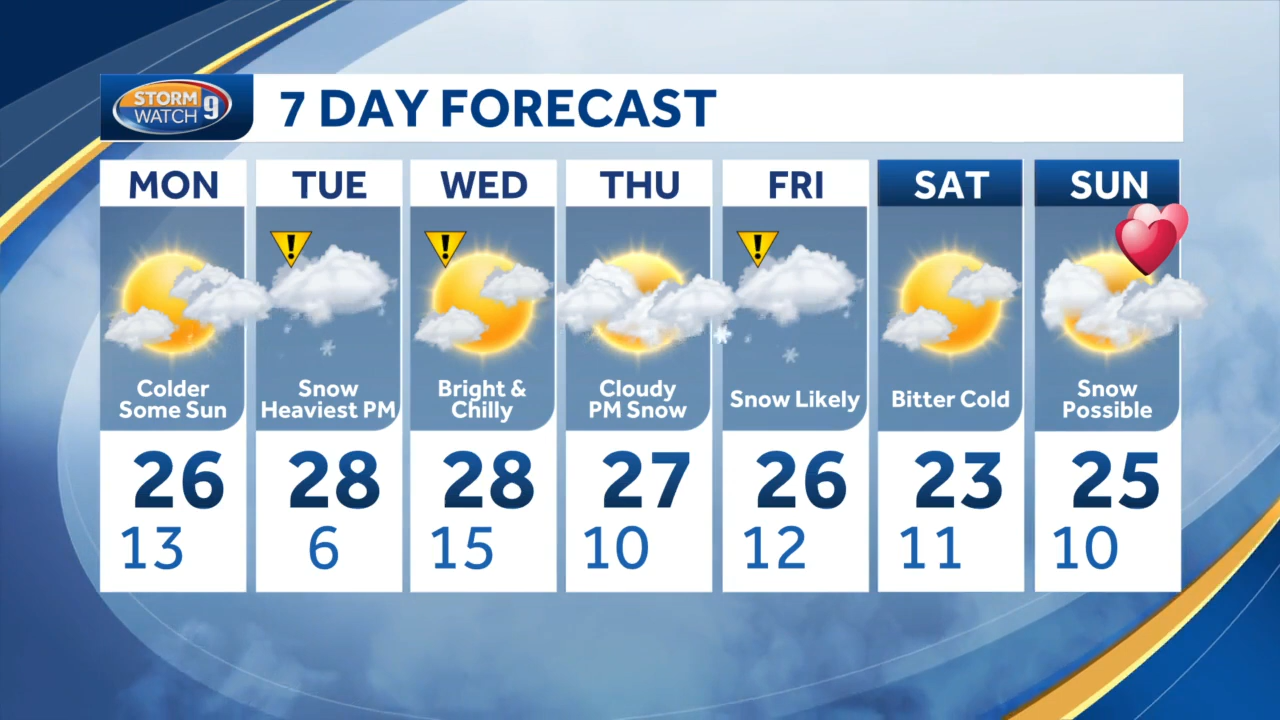 STORM
WATCH 9
7 DAY FORECAST
MON
TUE
WED
THU
FRI
SAT
SUN
!
!
!
Colder
Some Sun
Snow
Heaviest PM
Bright &
Chilly
Cloudy
PM Snow
Snow Likely
Bitter Cold
Snow
Possible
26
28
28
27
26
23
25
13
6
15
10
12
11
10